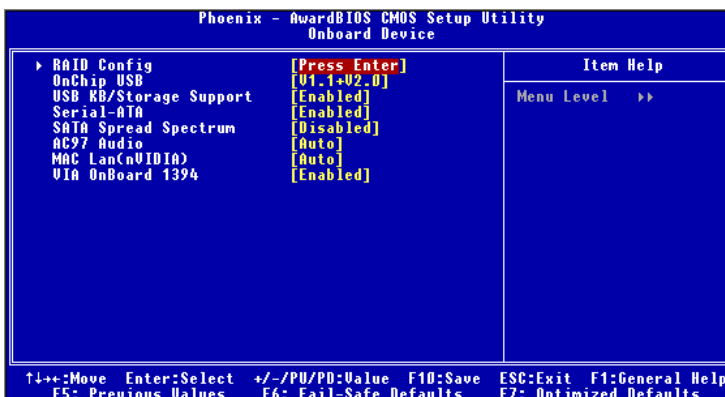 Phoenix - AwardBIOS CMOS Setup Utility
Onboard Device
RAID Config [Press Enter]
OnChip USB [V1.1+V2.0]
USB KB/Storage Support [Enabled]
Serial-ATA [Enabled]
SATA Spread Spectrum [Disabled]
AC97 Audio [Auto]
MAC Lan(nVIDIA) [Auto]
VIA OnBoard 1394 [Enabled]
Item Help
Menu Level ▸▸
↑↓→←:Move Enter:Select +/-/PU/PD:Value F10:Save ESC:Exit F1:General Help
F5: Previous Values F6: Fail-Safe Defaults F7: Optimized Defaults